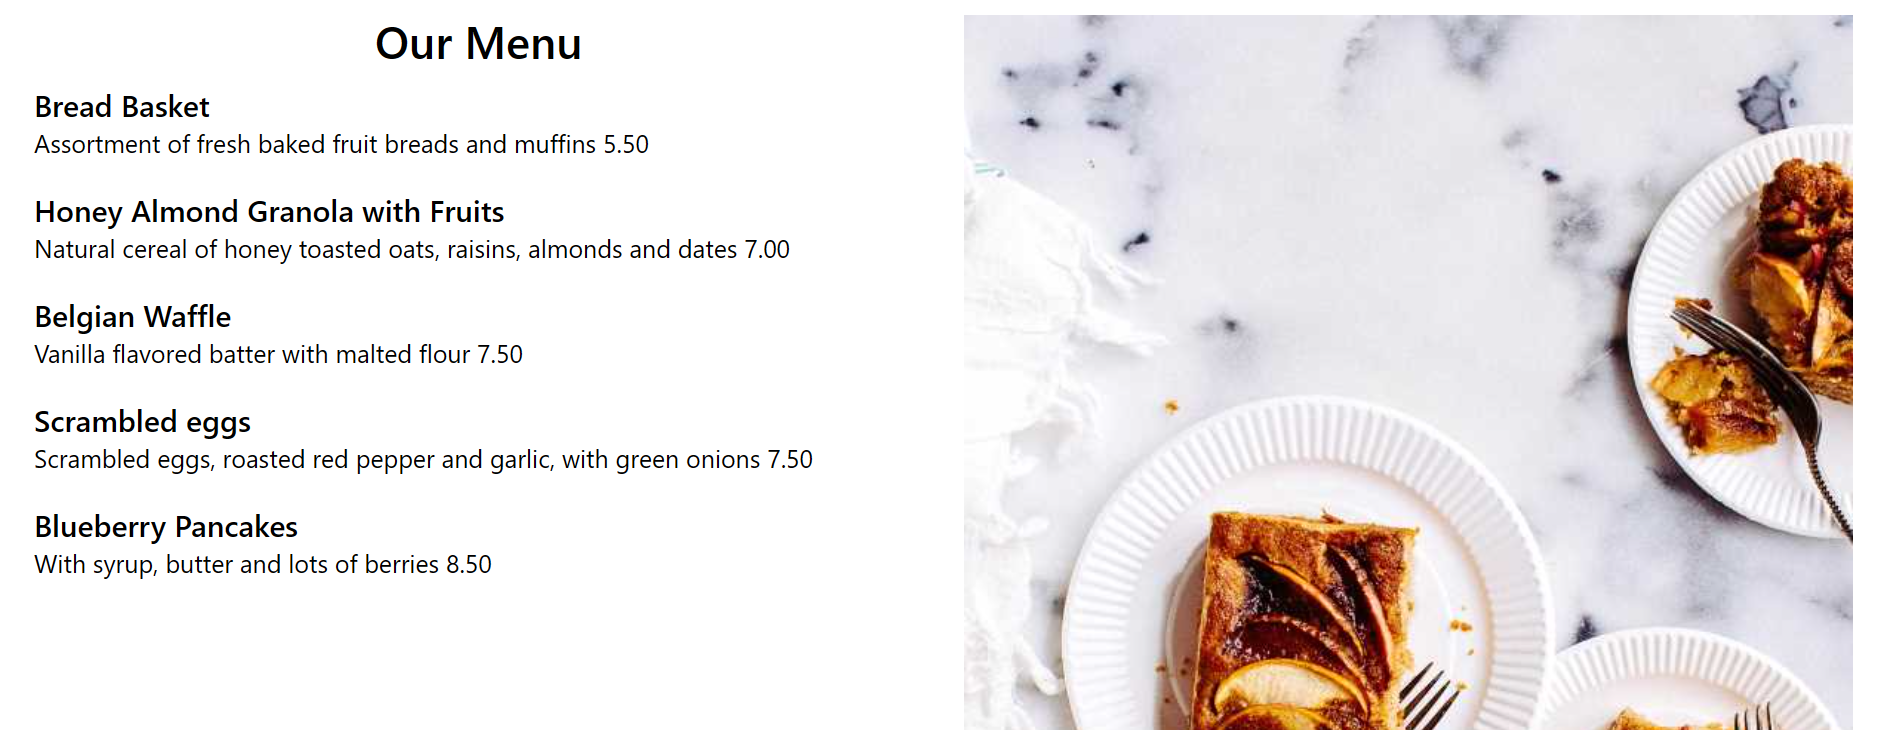 Our Menu
Bread Basket
Assortment of fresh baked fruit breads and muffins 5.50
Honey Almond Granola with Fruits
Natural cereal of honey toasted oats, raisins, almonds and dates 7.00
Belgian Waffle
Vanilla flavored batter with malted flour 7.50
Scrambled eggs
Scrambled eggs, roasted red pepper and garlic, with green onions 7.50
Blueberry Pancakes
With syrup, butter and lots of berries 8.50